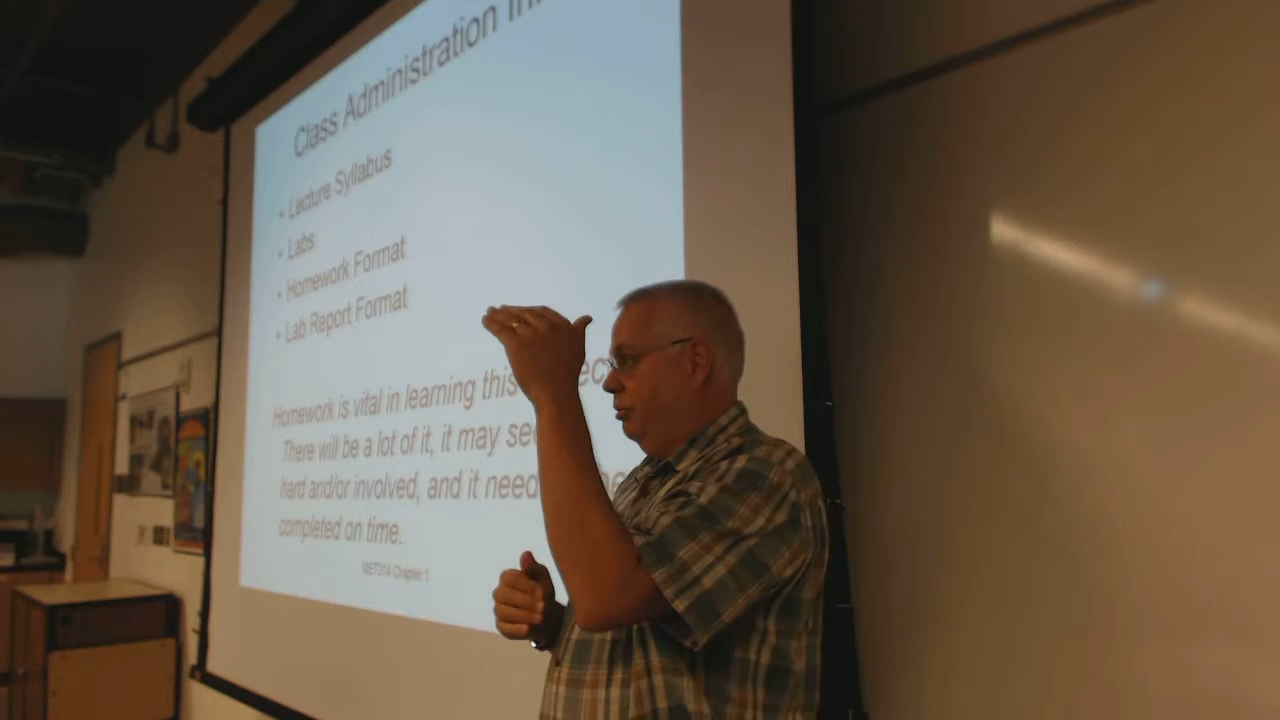 Class Administration
• Lecture Syllabus
• Labs
• Homework Format
• Lab Report Format
Homework is vital in learning this
There will be a lot of it, it may
hard and/or involved, and it
completed on time.
MET314 Chapter 1